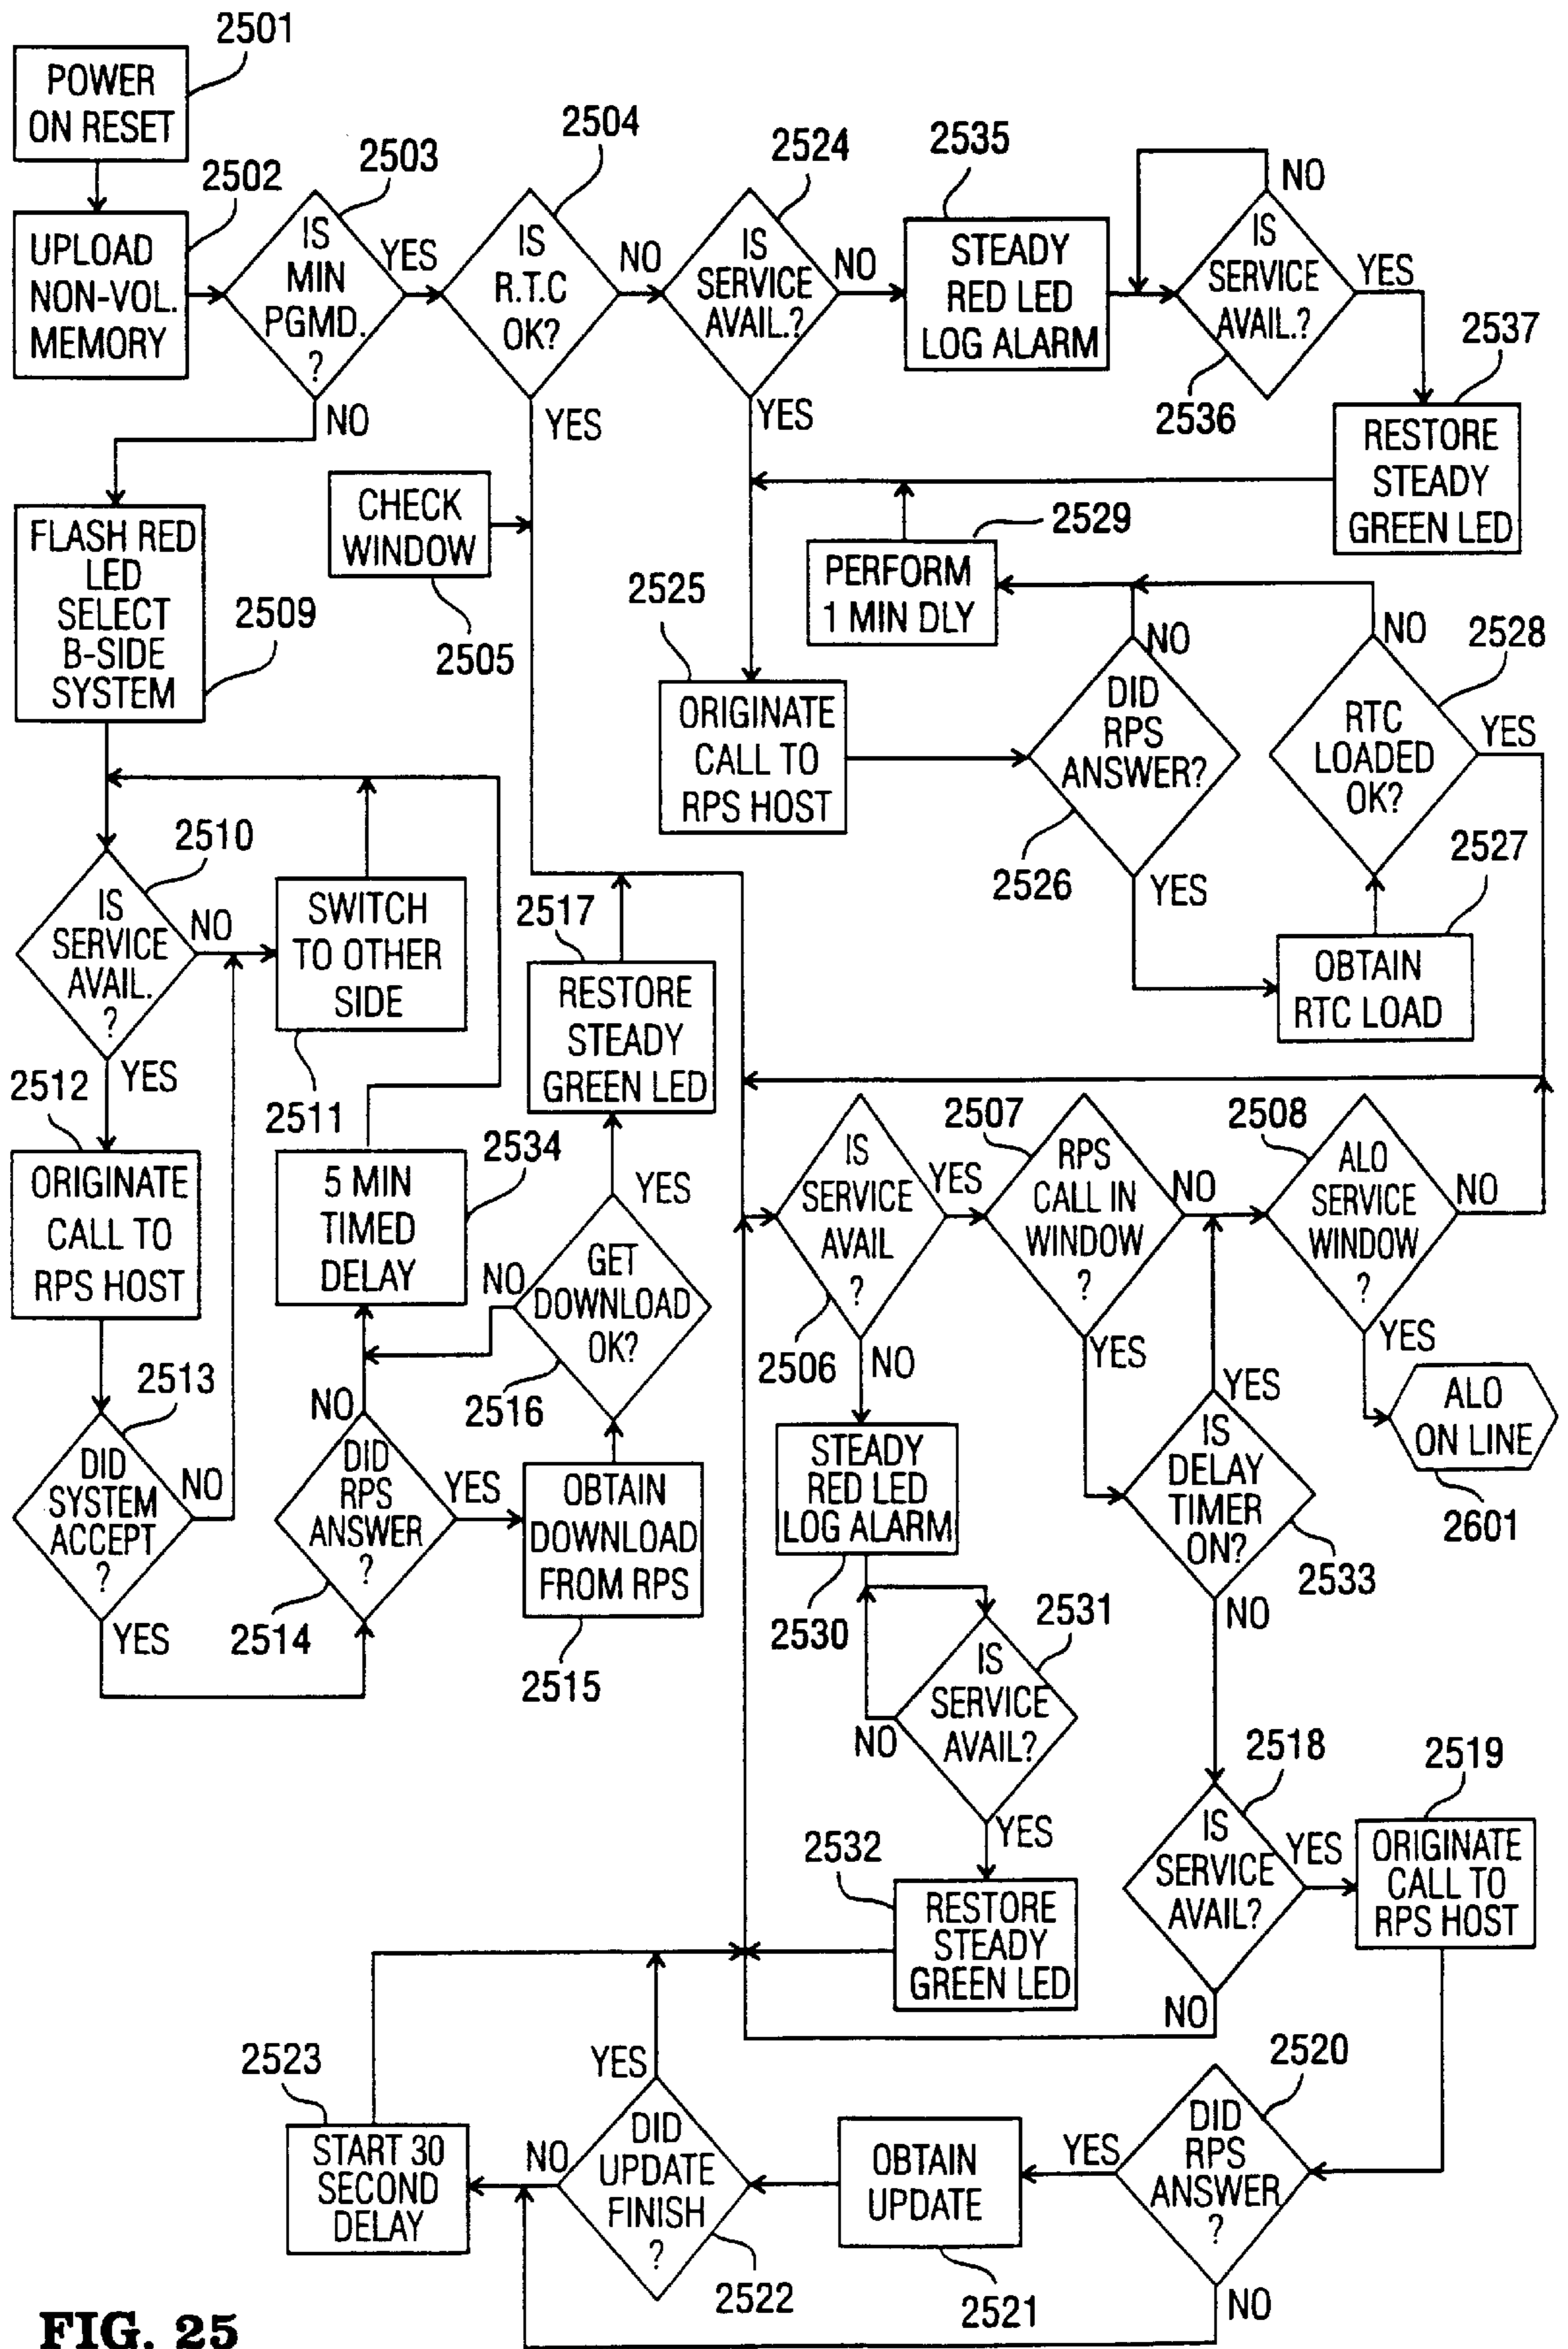 2501
POWER
ON RESET
2502
UPLOAD
NON-VOL.
MEMORY
2503
IS
MIN
PGMD.
?
YES
NO
2504
IS
R.T.C
OK?
NO
YES
2524
IS
SERVICE
AVAIL.?
NO
YES
2535
STEADY
RED LED
LOG ALARM
NO
IS
SERVICE
AVAIL.?
YES
2536
2537
RESTORE
STEADY
GREEN LED
CHECK
WINDOW
2505
FLASH RED
LED
SELECT
B-SIDE
SYSTEM
2509
2529
PERFORM
1 MIN DLY
2525
ORIGINATE
CALL TO
RPS HOST
NO
DID
RPS
ANSWER?
2526
YES
NO
2528
RTC
LOADED
OK?
YES
2527
OBTAIN
RTC LOAD
2510
IS
SERVICE
AVAIL.
?
NO
YES
SWITCH
TO OTHER
SIDE
2511
2517
RESTORE
STEADY
GREEN LED
2512
ORIGINATE
CALL TO
RPS HOST
2534
5 MIN
TIMED
DELAY
YES
GET
DOWNLOAD
OK?
NO
2516
2513
DID
SYSTEM
ACCEPT
?
NO
YES
NO
DID
RPS
ANSWER
?
YES
2514
OBTAIN
DOWNLOAD
FROM RPS
2515
IS
SERVICE
AVAIL
?
YES
2506
NO
2507
RPS
CALL IN
WINDOW
?
NO
YES
2508
ALO
SERVICE
WINDOW
?
NO
YES
ALO
ON LINE
2601
STEADY
RED LED
LOG ALARM
2530
YES
IS
DELAY
TIMER
ON?
2533
NO
2531
IS
SERVICE
AVAIL?
NO
YES
2532
RESTORE
STEADY
GREEN LED
2518
IS
SERVICE
AVAIL?
YES
NO
2519
ORIGINATE
CALL TO
RPS HOST
2520
DID
RPS
ANSWER
?
YES
NO
OBTAIN
UPDATE
2521
YES
DID
UPDATE
FINISH
?
NO
2522
2523
START 30
SECOND
DELAY
FIG. 25